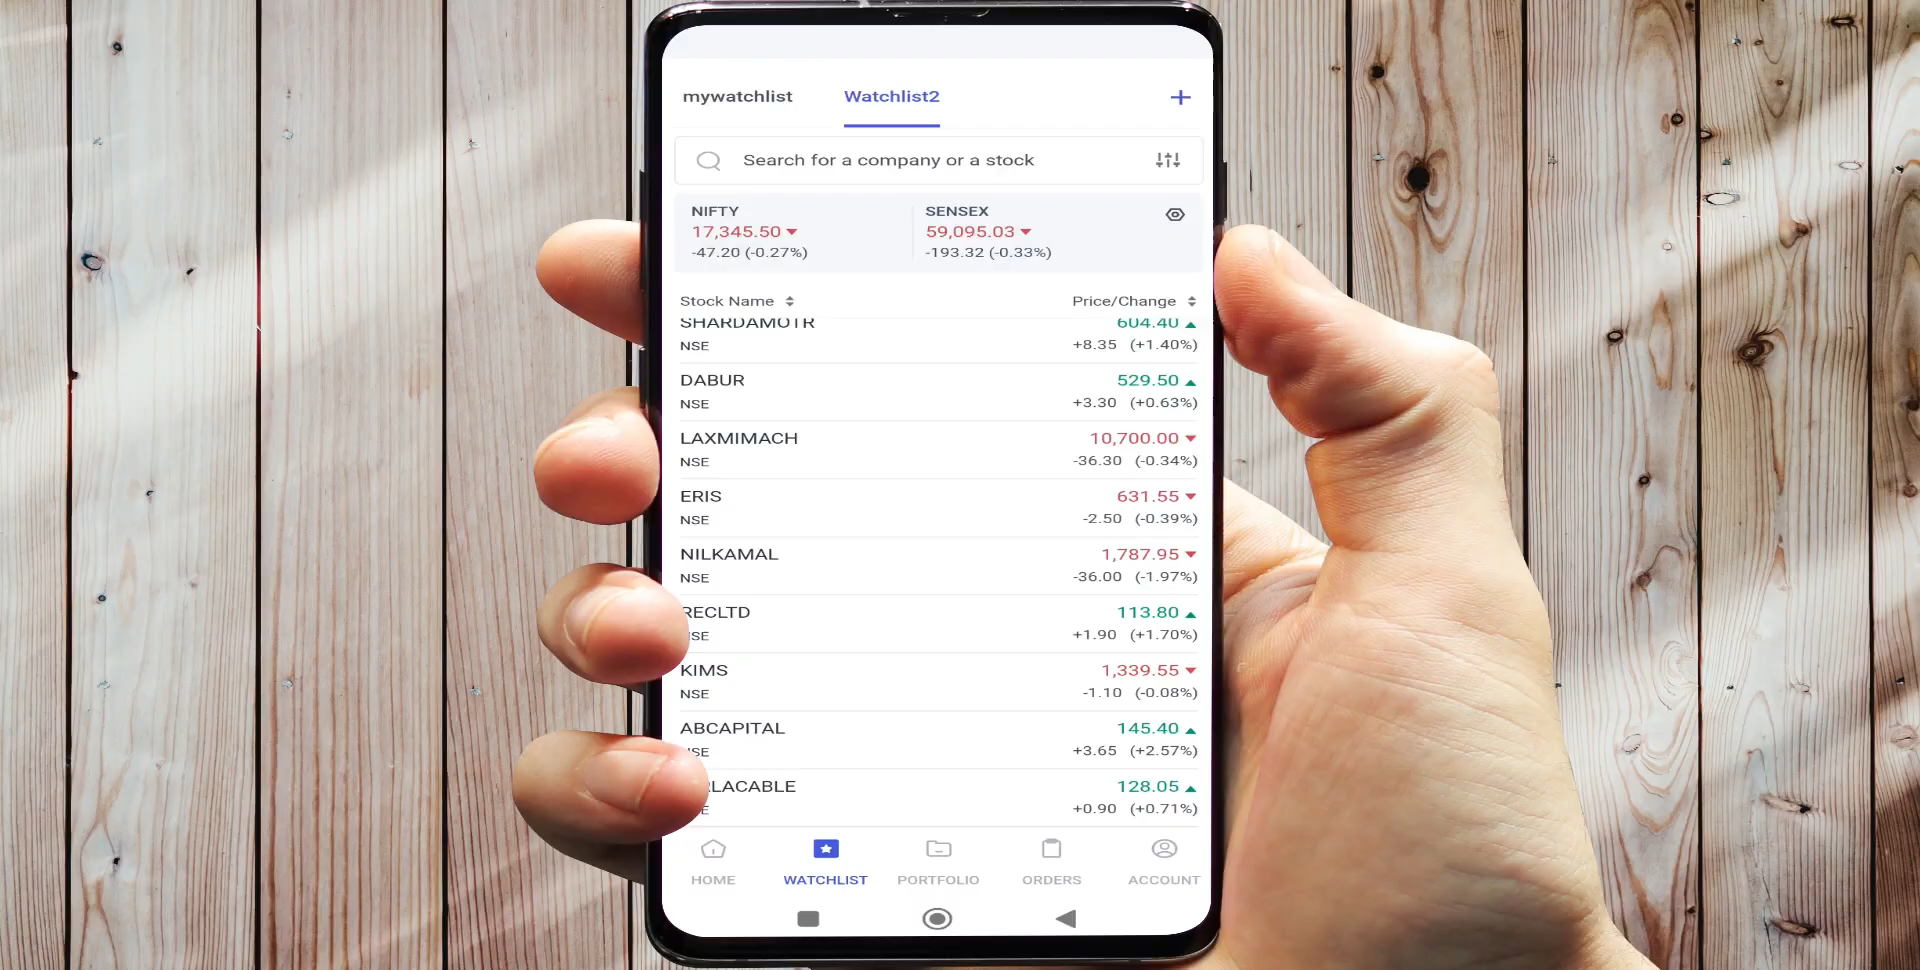 mywatchlist Watchlist2
Search for a company or a stock
NIFTY SENSEX
17,345.50 59,095.03
-47.20 (-0.27%) -193.32 (-0.33%)
Stock Name Price/Change
SHARDAMOTR 604.40
NSE +8.35 (+1.40%)
DABUR 529.50
NSE +3.30 (+0.63%)
LAXMIMACH 10,700.00
NSE -36.30 (-0.34%)
ERIS 631.55
NSE -2.50 (-0.39%)
NILKAMAL 1,787.95
NSE -36.00 (-1.97%)
RECLTD 113.80
+1.90 (+1.70%)
KIMS 1,339.55
NSE -1.10 (-0.08%)
ABCAPITAL 145.40
+3.65 (+2.57%)
128.05
+0.90 (+0.71%)
HOME WATCHLIST PORTFOLIO ORDERS ACCOUNT